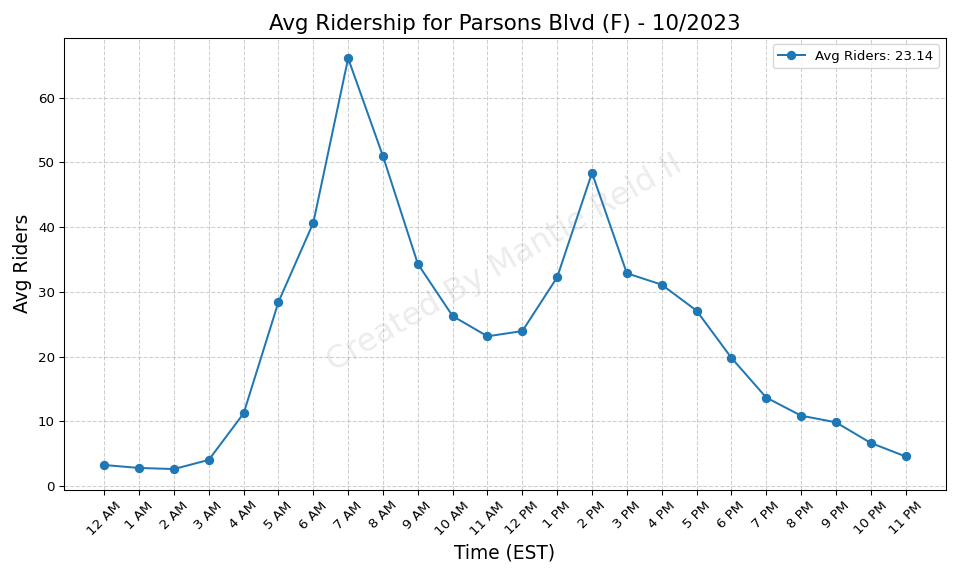 Avg Ridership for Parsons Blvd (F) - 10/2023
Avg Riders: 23.14
Avg Riders
60
50
40
30
20
10
0
Created By Mantis Reid II
12 AM
1 AM
2 AM
3 AM
4 AM
5 AM
6 AM
7 AM
8 AM
9 AM
10 AM
11 AM
12 PM
1 PM
2 PM
3 PM
4 PM
5 PM
6 PM
7 PM
8 PM
9 PM
10 PM
11 PM
Time (EST)